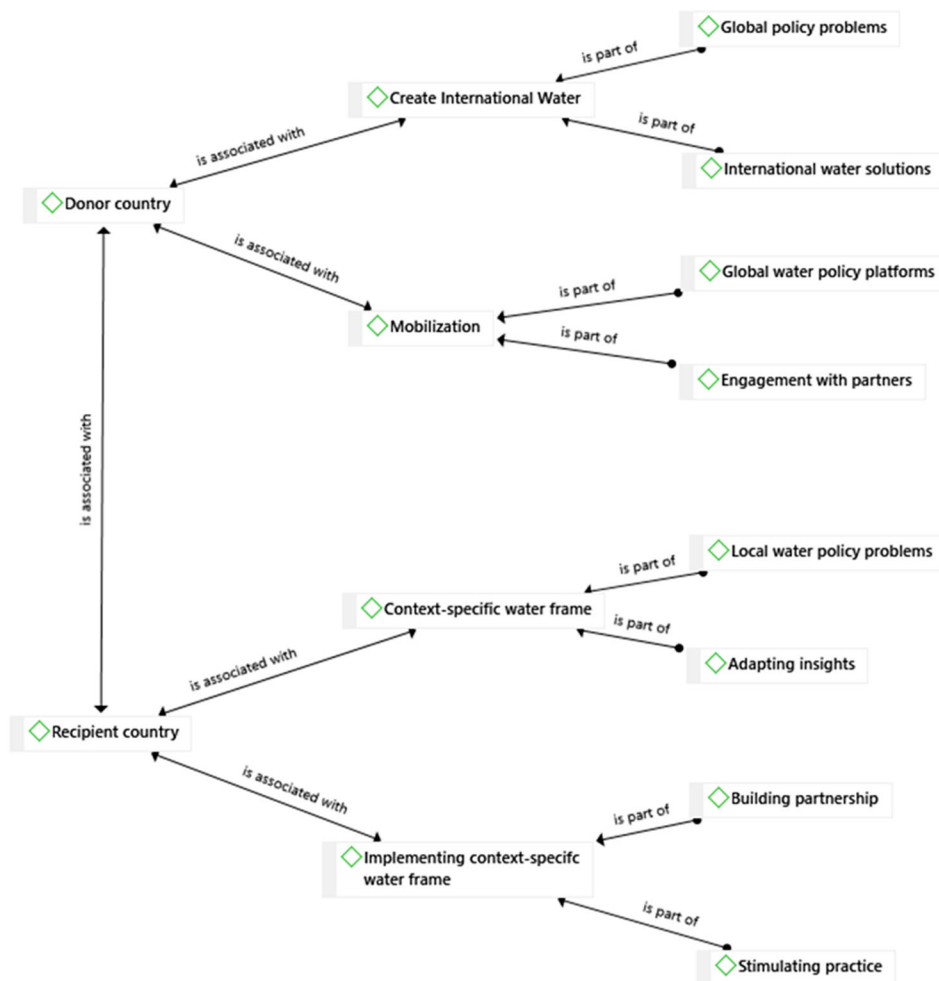 Global policy problems
is part of
Create International Water
is part of
is associated with
International water solutions
Donor country
is associated with
Global water policy platforms
is part of
Mobilization
is part of
Engagement with partners
is associated with
Local water policy problems
is part of
Context-specific water frame
is part of
is associated with
Adapting insights
Recipient country
is associated with
Building partnership
is part of
Implementing context-specifc
water frame
is part of
Stimulating practice